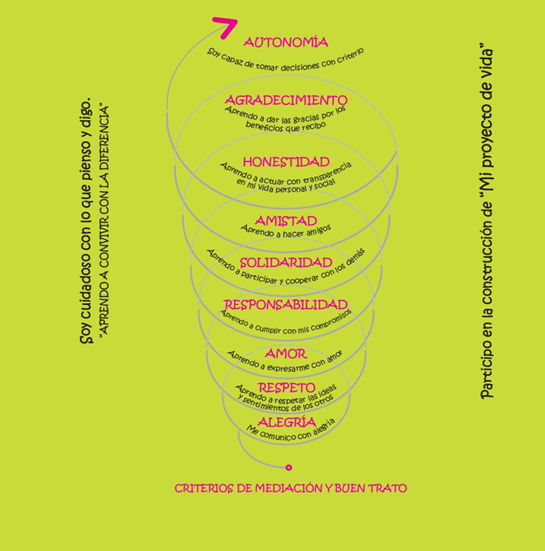 AUTONOMÍA
Soy capaz de tomar decisiones con criterio
AGRADECIMIENTO
Aprendo a dar las gracias por los
beneficios que recibo
HONESTIDAD
Aprendo a actuar con transparencia
en mi vida personal y social
AMISTAD
Aprendo a hacer amigos
SOLIDARIDAD
Aprendo a participar y cooperar con los demás
RESPONSABILIDAD
Aprendo a cumplir con mis compromisos
AMOR
Aprendo a expresarme con amor
RESPETO
Aprendo a respetar las ideas
y sentimientos de los otros
ALEGRÍA
Me comunico con alegría
CRITERIOS DE MEDIACIÓN Y BUEN TRATO
Soy cuidadoso con lo que pienso y digo.
"APRENDO A CONVIVIR CON LA DIFERENCIA"
Participo en la construcción de "Mi proyecto de vida"